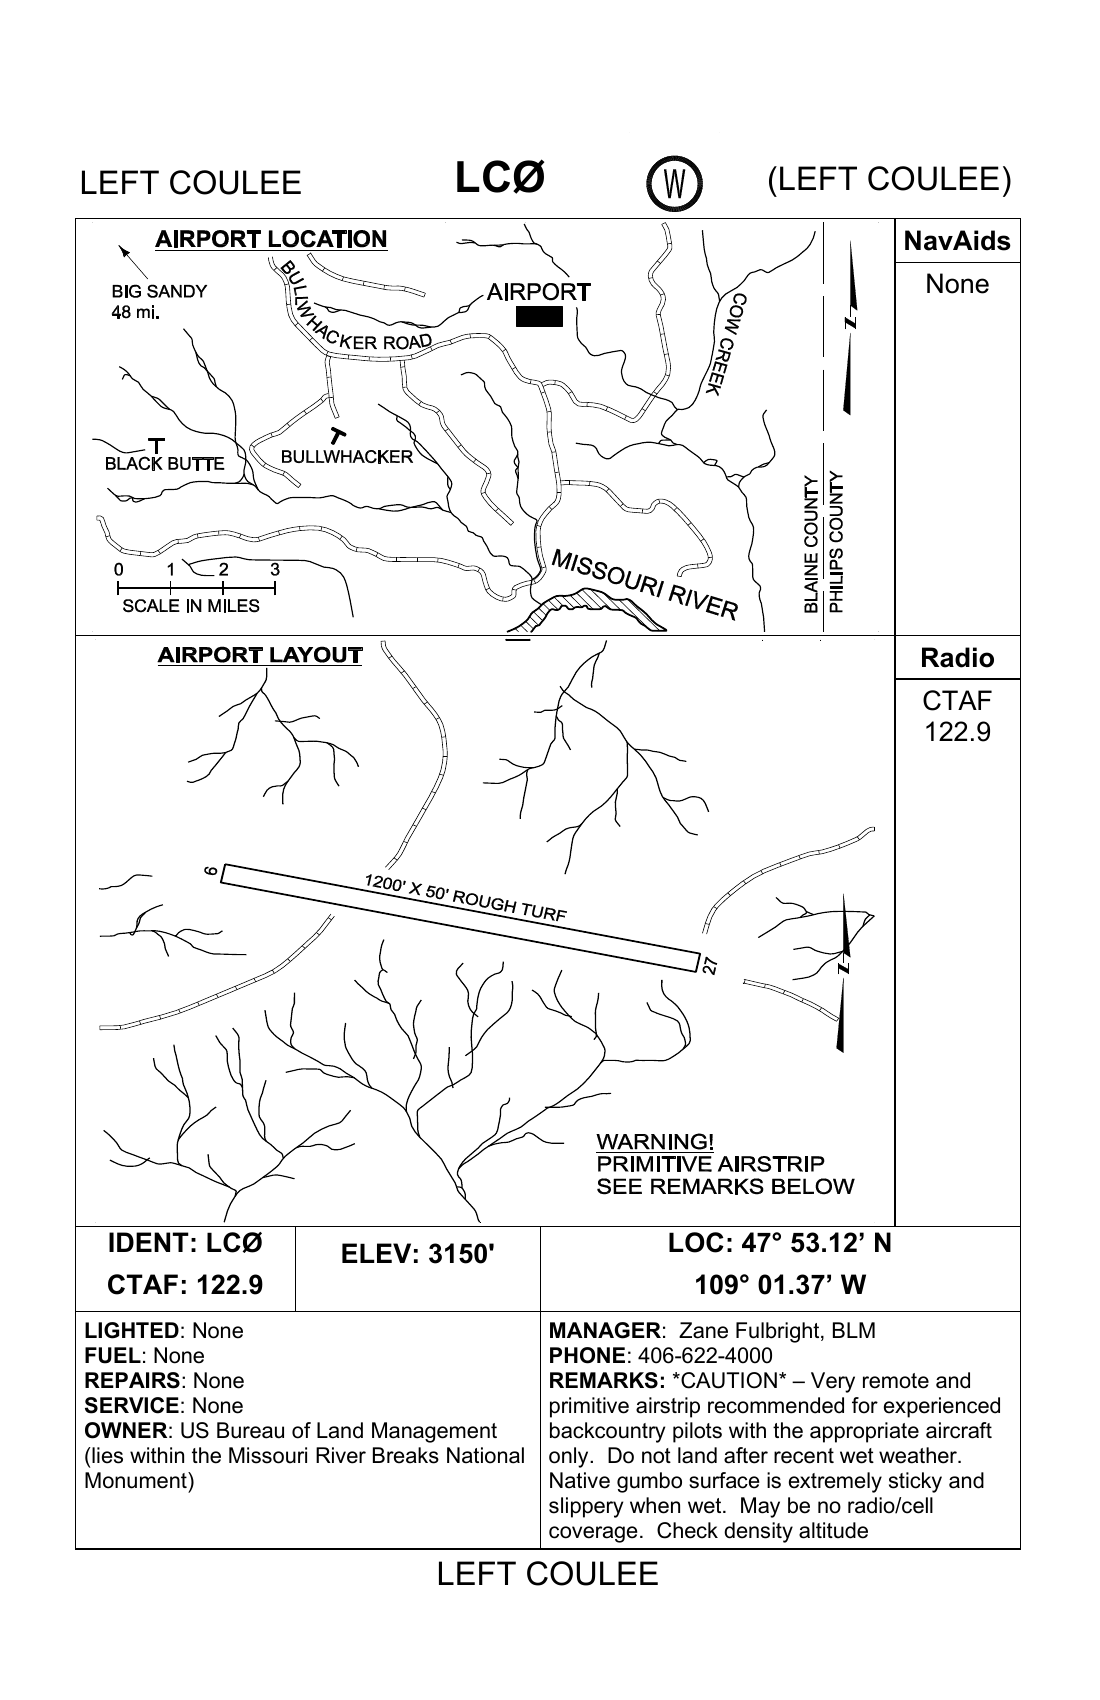 LEFT COULEE
LCØ
W
(LEFT COULEE)
AIRPORT LOCATION
BIG SANDY
48 mi.
BULLWHACKER ROAD
AIRPORT
COW CREEK
N
BLACK BUTTE
BULLWHACKER
BLAINE COUNTY
PHILIPS COUNTY
0 1 2 3
SCALE IN MILES
MISSOURI RIVER
NavAids
None
AIRPORT LAYOUT
9
1200' X 50' ROUGH TURF
27
N
WARNING!
PRIMITIVE AIRSTRIP
SEE REMARKS BELOW
Radio
CTAF
122.9
IDENT: LCØ
CTAF: 122.9
ELEV: 3150'
LOC: 47° 53.12’ N
109° 01.37’ W
LIGHTED: None
FUEL: None
REPAIRS: None
SERVICE: None
OWNER: US Bureau of Land Management
(lies within the Missouri River Breaks National
Monument)
MANAGER: Zane Fulbright, BLM
PHONE: 406-622-4000
REMARKS: *CAUTION* – Very remote and
primitive airstrip recommended for experienced
backcountry pilots with the appropriate aircraft
only. Do not land after recent wet weather.
Native gumbo surface is extremely sticky and
slippery when wet. May be no radio/cell
coverage. Check density altitude
LEFT COULEE